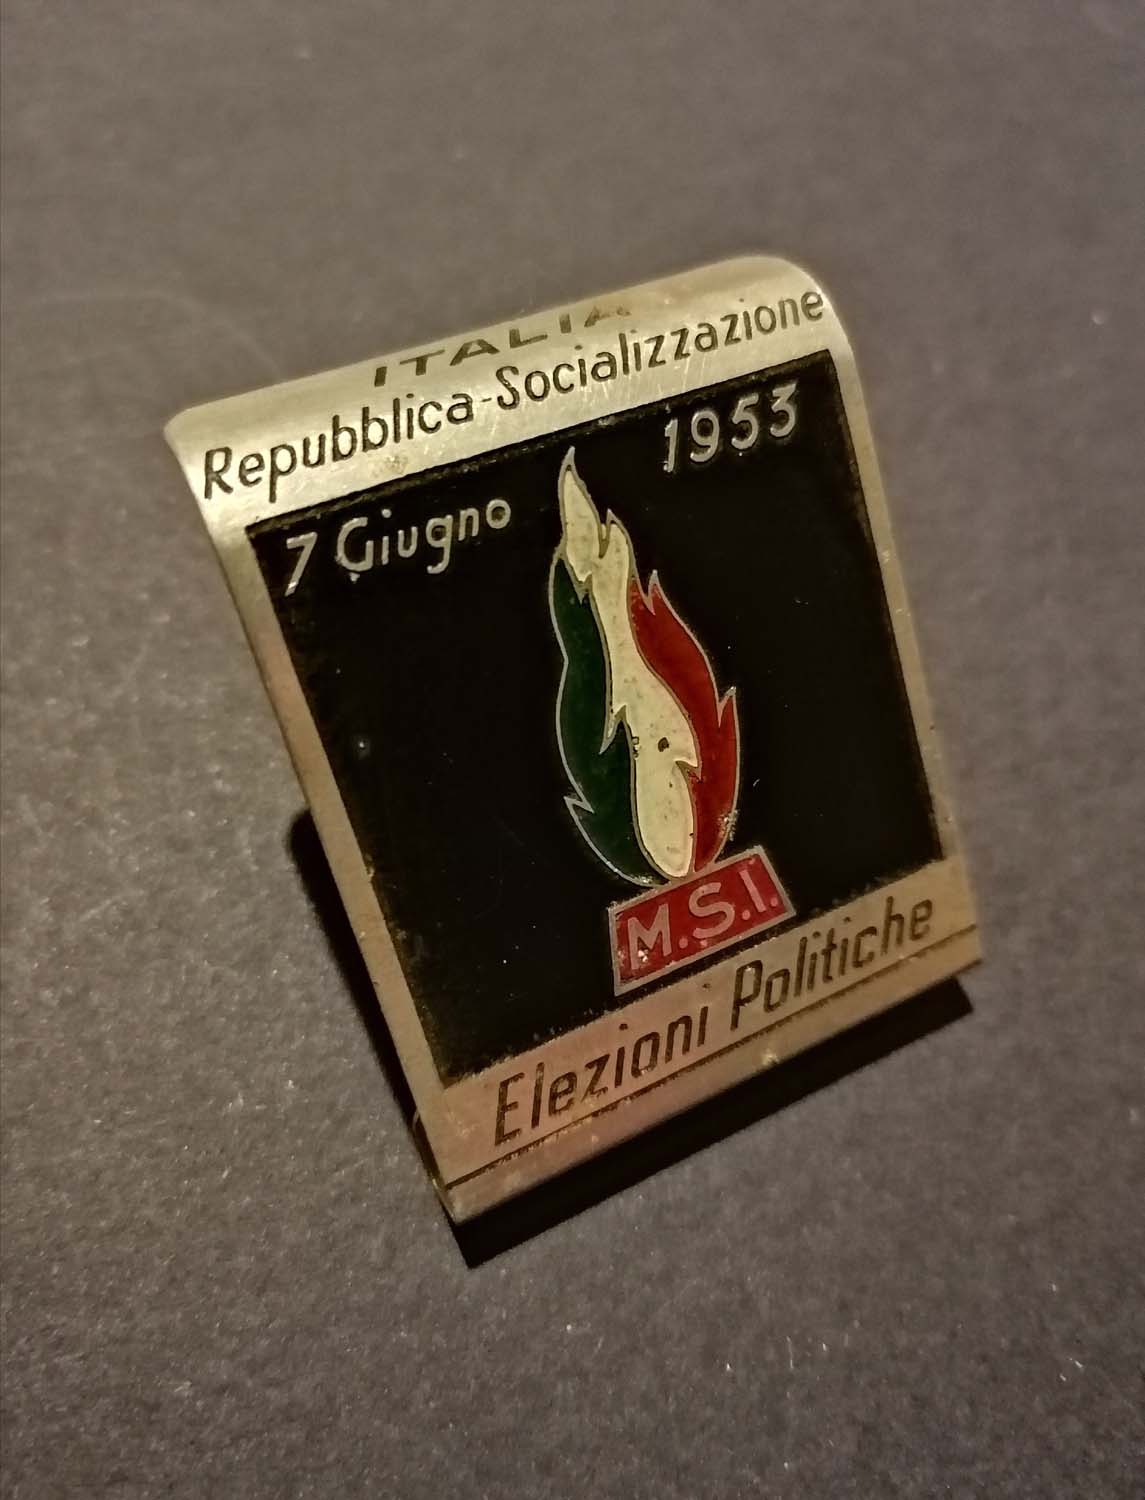 ITALIA
Repubblica-Socializzazione
7 Giugno 1953
M.S.I.
Elezioni Politiche